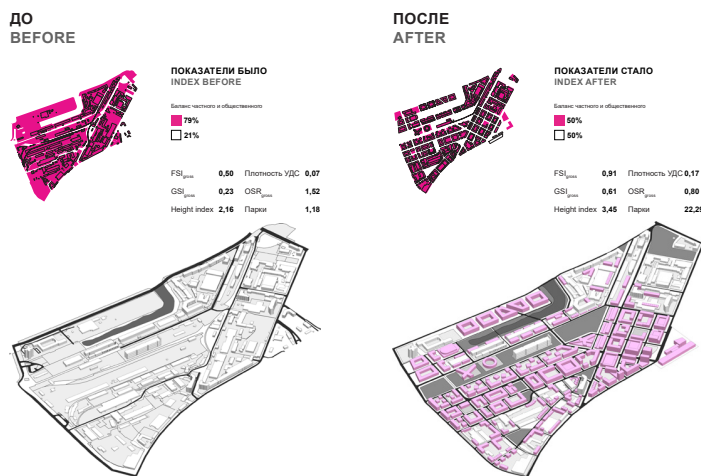 ДО
BEFORE
ПОКАЗАТЕЛИ БЫЛО
INDEX BEFORE
Баланс частного и общественного
79%
21%
FSIgross 0,50 Плотность УДС 0,07
GSIgross 0,23 OSRgross 1,52
Height index 2,16 Парки 1,18
ПОСЛЕ
AFTER
ПОКАЗАТЕЛИ СТАЛО
INDEX AFTER
Баланс частного и общественного
50%
50%
FSIgross 0,91 Плотность УДС 0,17
GSIgross 0,61 OSRgross 0,80
Height index 3,45 Парки 22,29